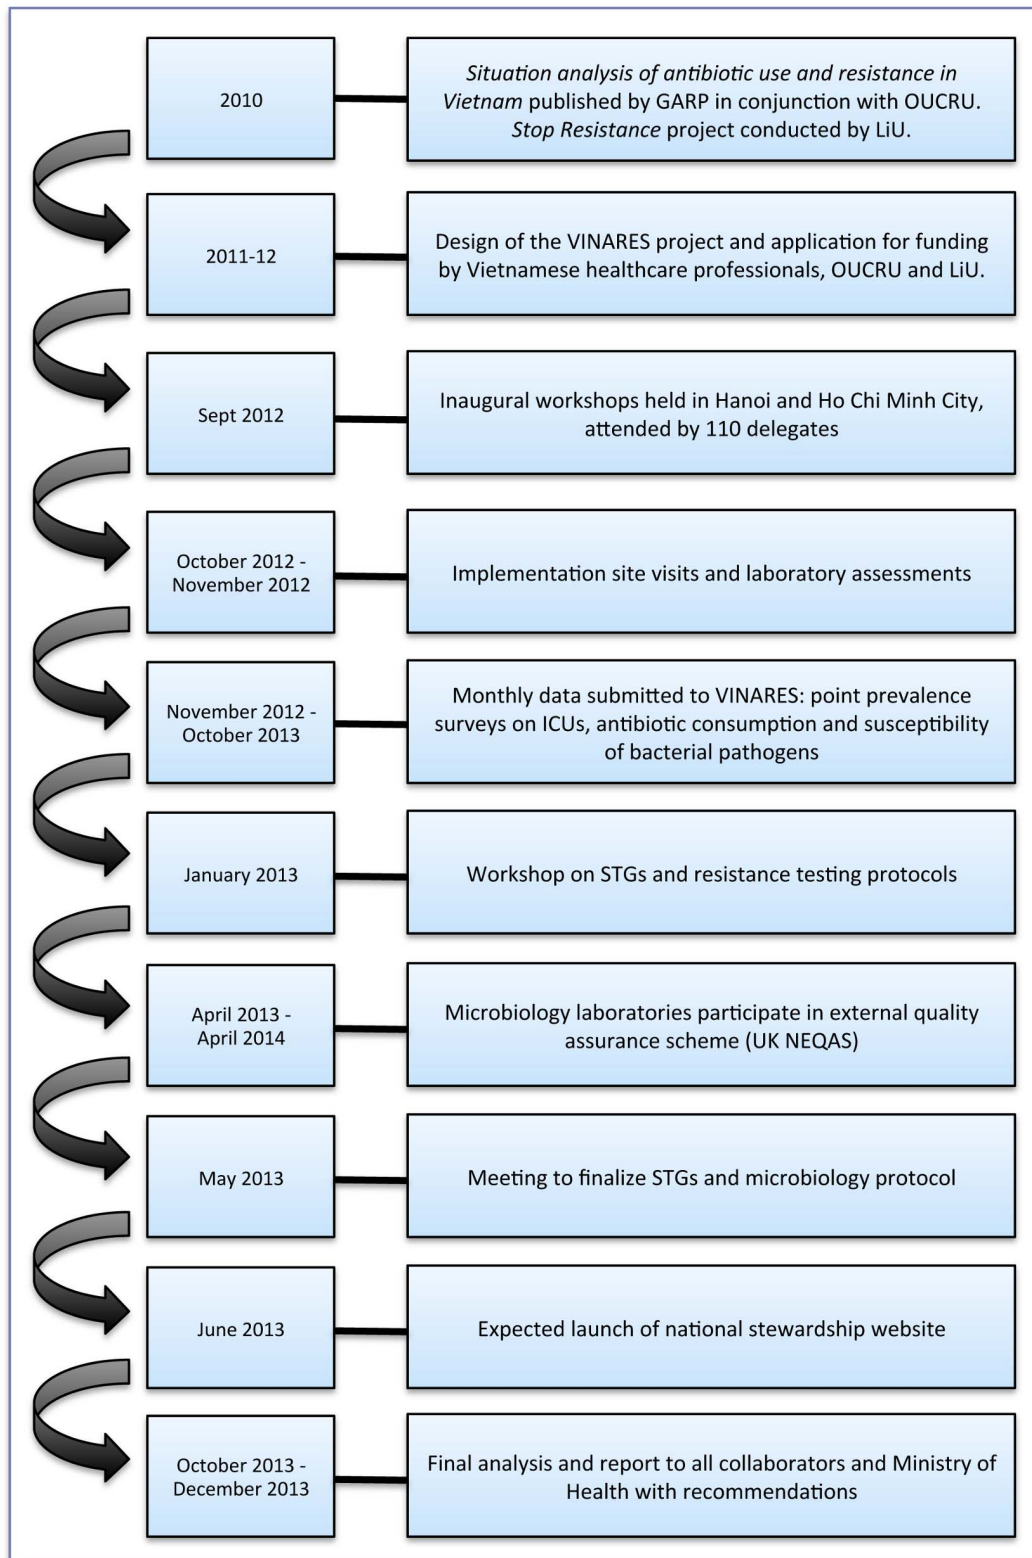 2010
Situation analysis of antibiotic use and resistance in
Vietnam published by GARP in conjunction with OUCRU.
Stop Resistance project conducted by LiU.
2011-12
Design of the VINARES project and application for funding
by Vietnamese healthcare professionals, OUCRU and LiU.
Sept 2012
Inaugural workshops held in Hanoi and Ho Chi Minh City,
attended by 110 delegates
October 2012 -
November 2012
Implementation site visits and laboratory assessments
November 2012 -
October 2013
Monthly data submitted to VINARES: point prevalence
surveys on ICUs, antibiotic consumption and susceptibility
of bacterial pathogens
January 2013
Workshop on STGs and resistance testing protocols
April 2013 -
April 2014
Microbiology laboratories participate in external quality
assurance scheme (UK NEQAS)
May 2013
Meeting to finalize STGs and microbiology protocol
June 2013
Expected launch of national stewardship website
October 2013 -
December 2013
Final analysis and report to all collaborators and Ministry of
Health with recommendations